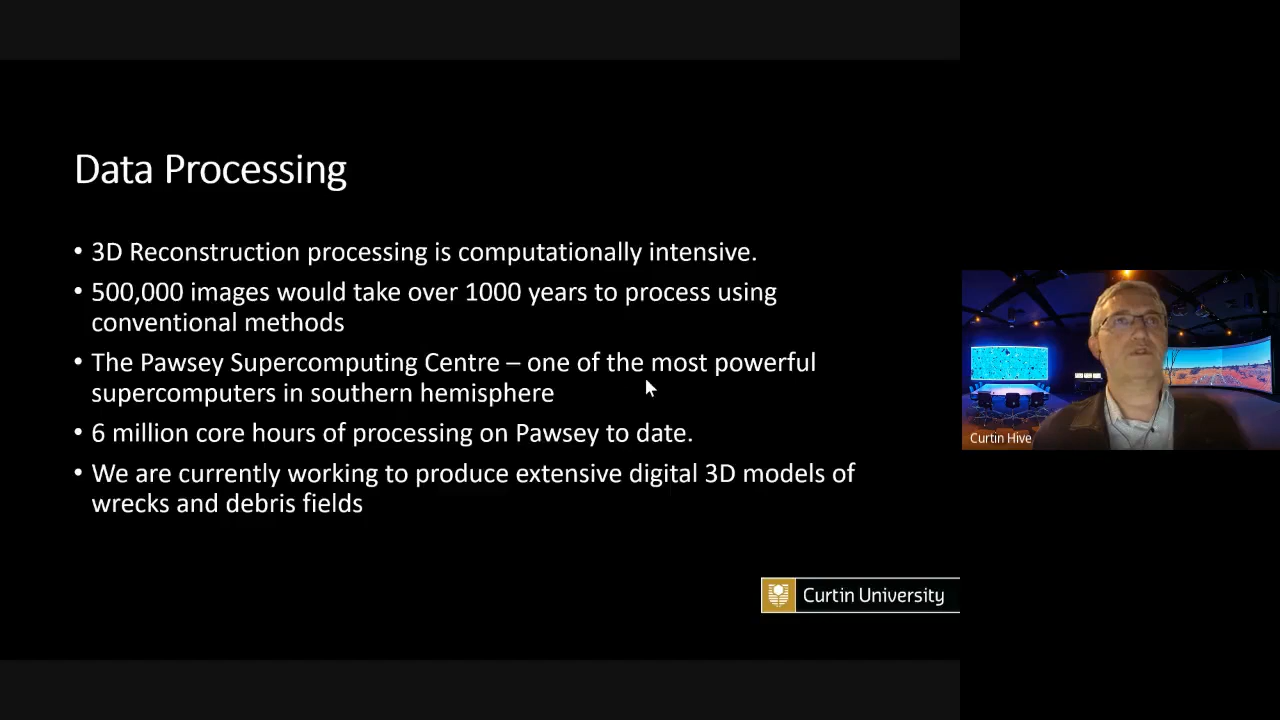 Data Processing
• 3D Reconstruction processing is computationally intensive.
• 500,000 images would take over 1000 years to process using
conventional methods
• The Pawsey Supercomputing Centre – one of the most powerful
supercomputers in southern hemisphere
• 6 million core hours of processing on Pawsey to date.
• We are currently working to produce extensive digital 3D models of
wrecks and debris fields
Curtin University
Curtin Hive